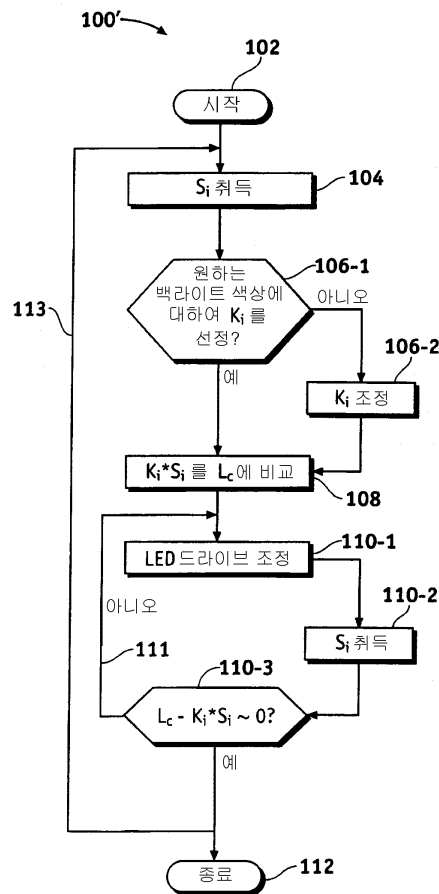 100'
102
시작
Si 취득
104
원하는
백라이트 색상에
대하여 Ki 를
선정?
106-1
아니오
113
예
106-2
Ki 조정
Ki*Si 를 Lc 에 비교
108
LED 드라이브 조정
110-1
아니오
110-2
Si 취득
111
110-3
Lc - Ki*Si ~ 0?
예
종료
112